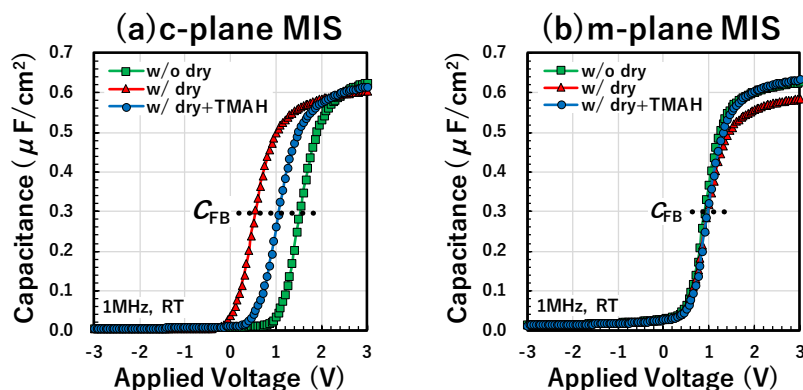 (a)c-plane MIS
Capacitance (μF/cm²)
0.7
0.6
0.5
0.4
0.3
0.2
0.1
0.0
w/o dry
w/ dry
w/ dry+TMAH
CFB
1MHz, RT
-3 -2 -1 0 1 2 3
Applied Voltage (V)
(b)m-plane MIS
Capacitance (μF/cm²)
0.7
0.6
0.5
0.4
0.3
0.2
0.1
0.0
w/o dry
w/ dry
w/ dry+TMAH
CFB
1MHz, RT
-3 -2 -1 0 1 2 3
Applied Voltage (V)